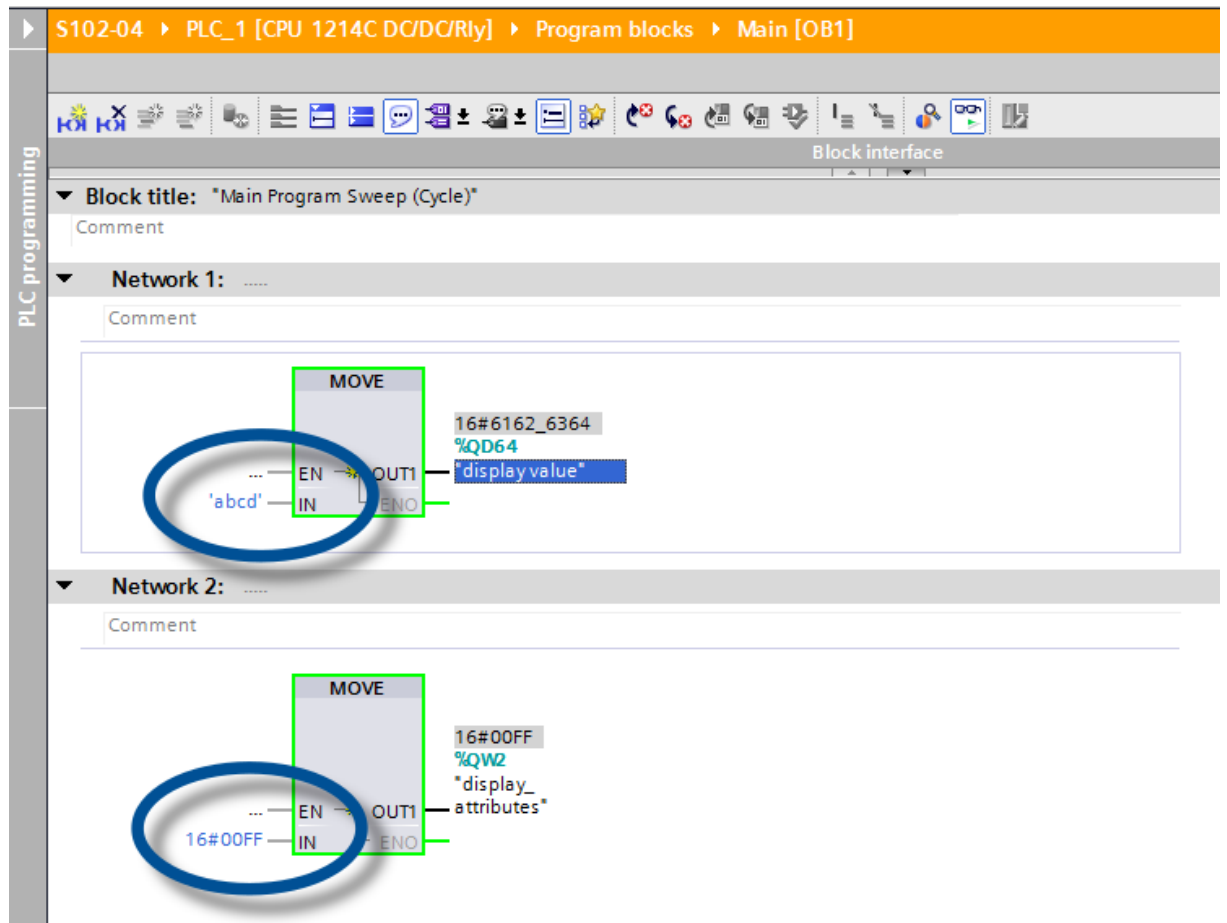 S102-04 ▸ PLC_1 [CPU 1214C DC/DC/Rly] ▸ Program blocks ▸ Main [OB1]
PLC programming
Block interface
Block title: "Main Program Sweep (Cycle)"
Comment
Network 1: .....
Comment
MOVE
16#6162_6364
%QD64
... EN OUT1 "display value"
'abcd' IN ENO
Network 2: .....
Comment
MOVE
16#00FF
%QW2
"display_
... EN OUT1 attributes"
16#00FF IN ENO